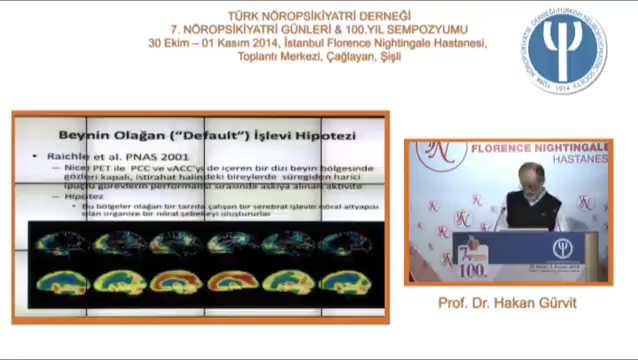 TÜRK NÖROPSİKİYATRİ DERNEĞİ
7. NÖROPSİKİYATRİ GÜNLERİ & 100.YIL SEMPOZYUMU
30 Ekim – 01 Kasım 2014, İstanbul Florence Nightingale Hastanesi,
Toplantı Merkezi, Çağlayan, Şişli
1914
Beynin Olağan ("Default") İşlevi Hipotezi
• Raichle et al. PNAS 2001
– Nicel PET ile PCC ve vACC'yi de içeren bir dizi beyin bölgesinde
gözleri kapalı, istirahat halindeki bireylerde süregiden harici
ipuçlu görevlerin performansı sırasında askıya alınan aktivite
– Hipotez
• Bu bölgeler olağan bir tarzda çalışan bir serebral işlevin nöral altyapısı
olan organize bir nöral şebekeyi oluştururlar
FLORENCE NIGHTINGALE
HASTANESİ
7
100.
Prof. Dr. Hakan Gürvit